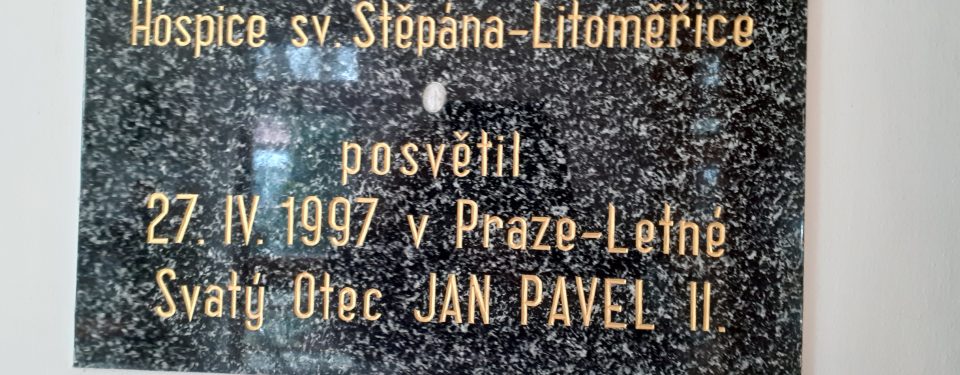 Hospice sv. Štěpána-Litoměřice
posvětil
27. IV. 1997 v Praze-Letné
Svatý Otec JAN PAVEL II.